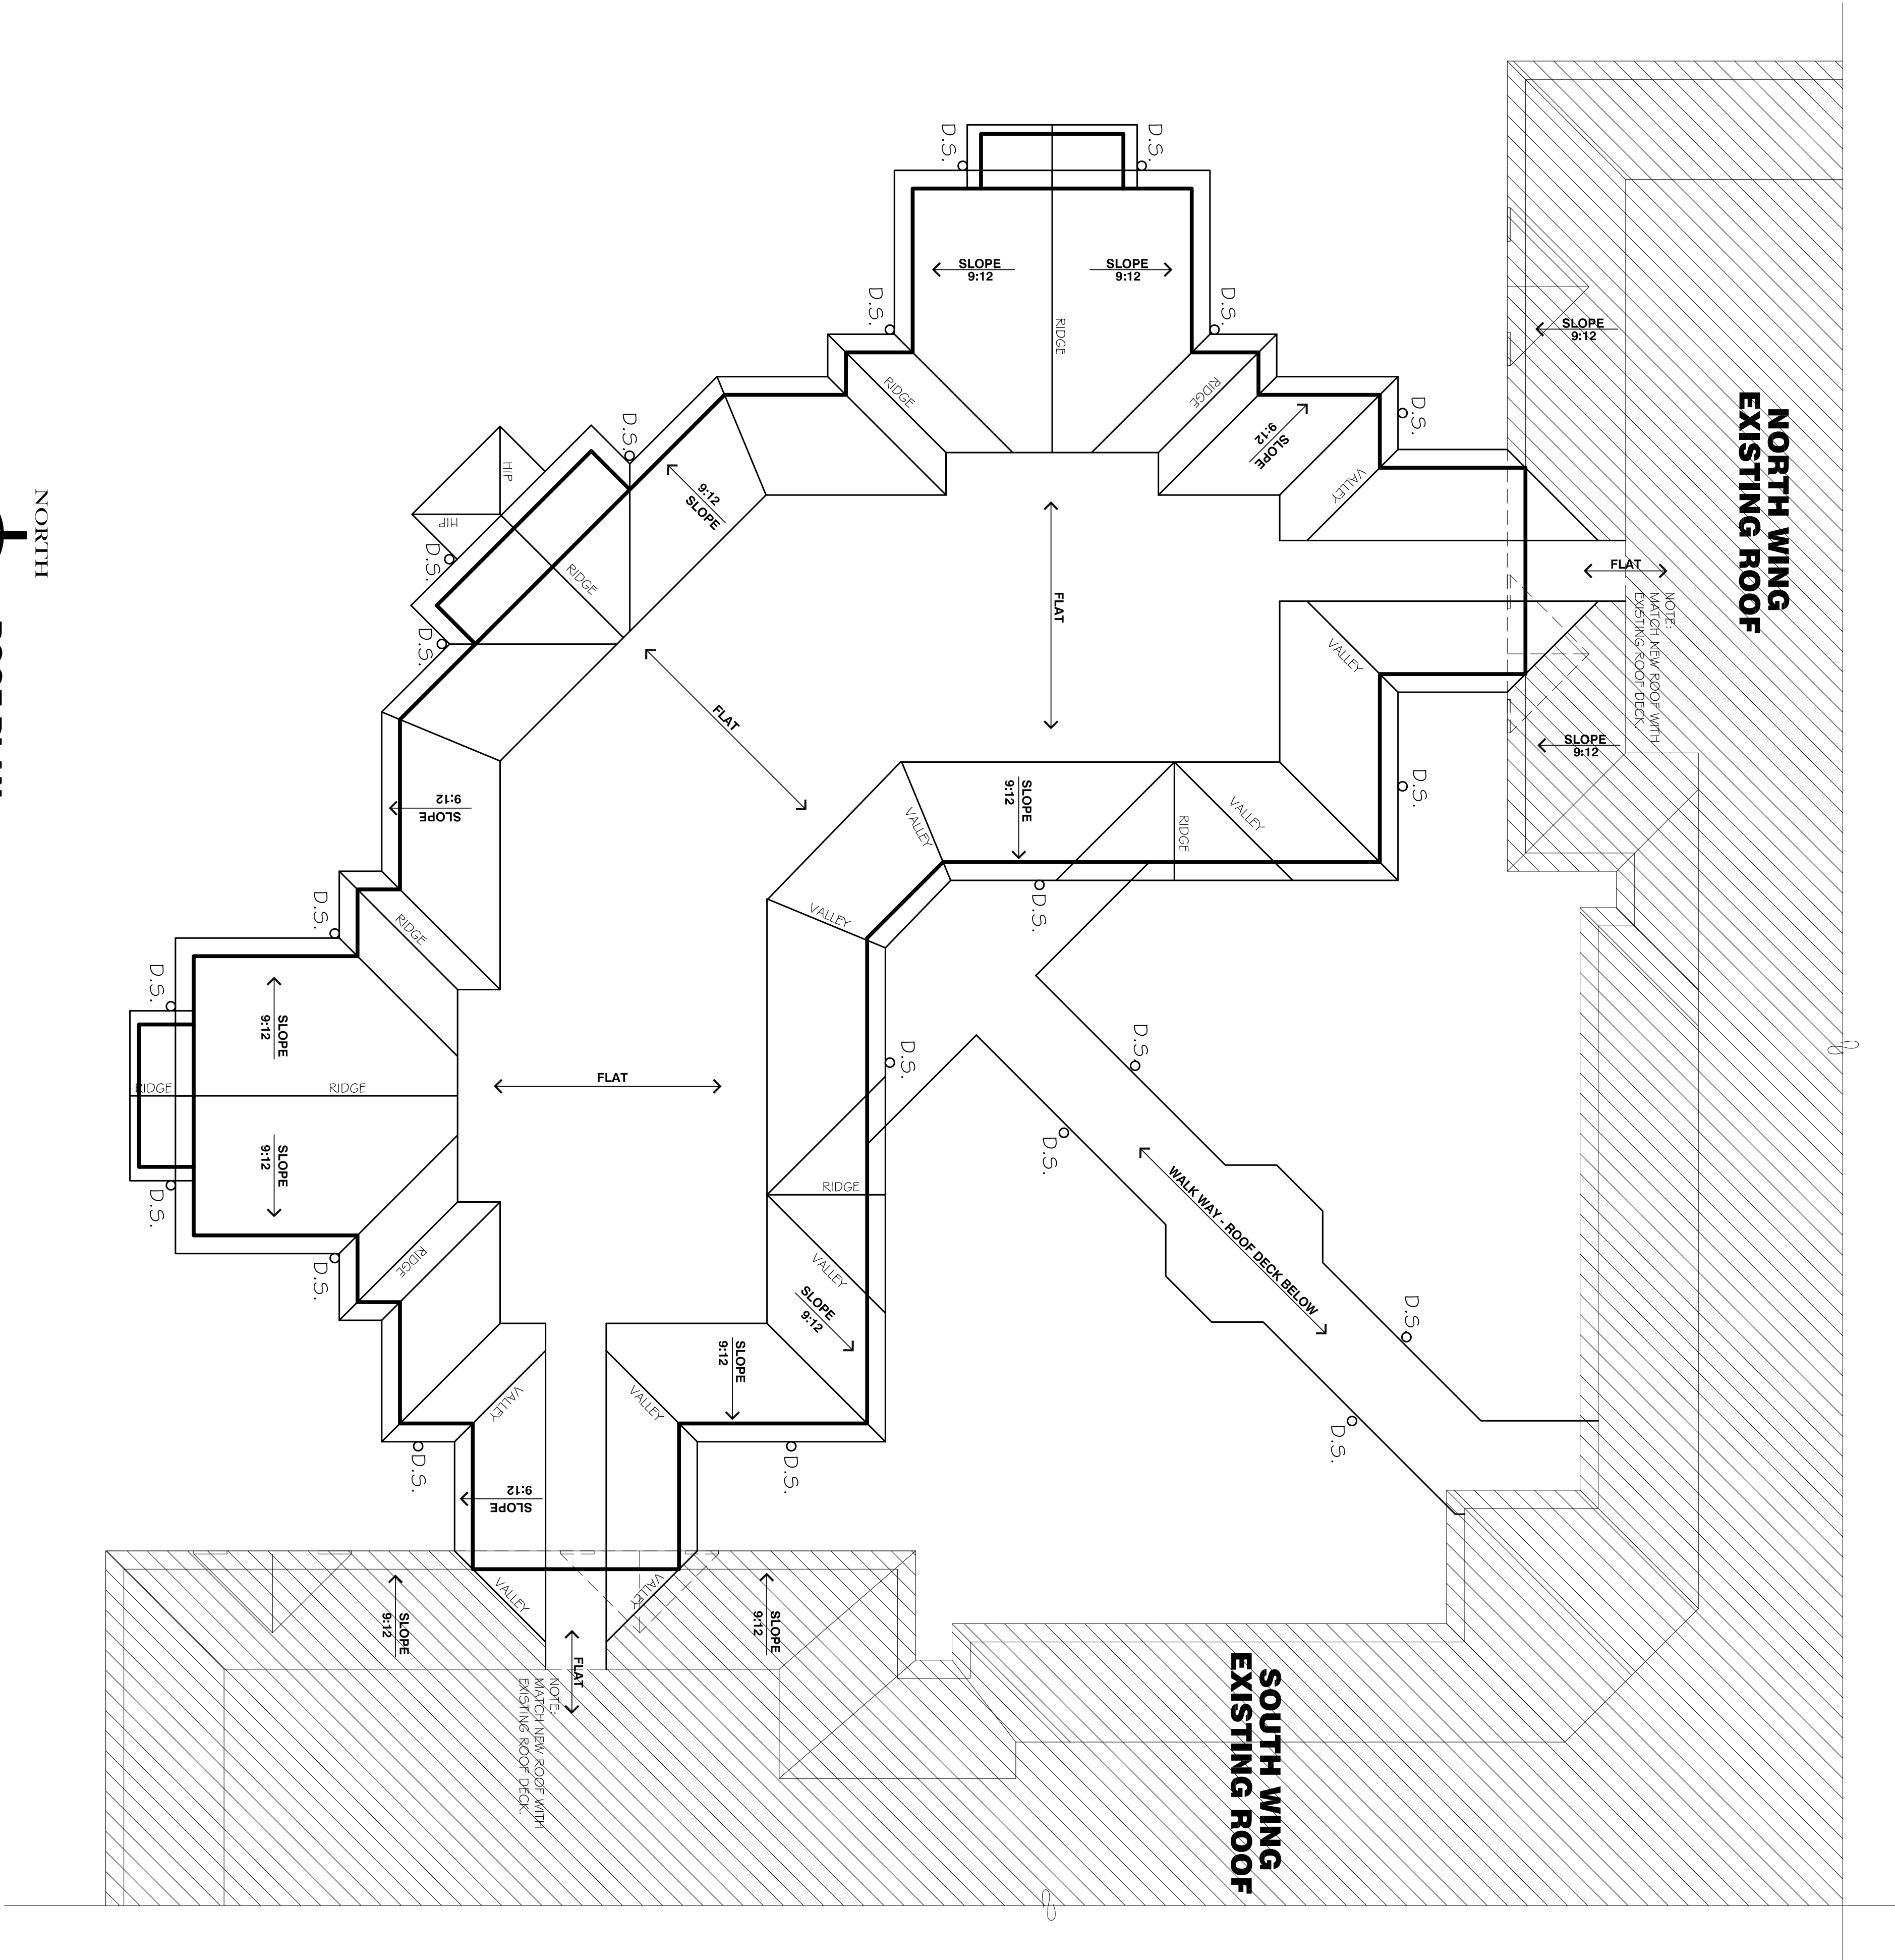 D.S.
D.S.
SLOPE
9:12
SLOPE
9:12
D.S.
D.S.
RIDGE
SLOPE
9:12
RIDGE
RIDGE
D.S.
D.S.
SLOPE
9:12
NORTH WING
EXISTING ROOF
HIP
HIP
9:12
SLOPE
VALLEY
NORTH
D.S.
RIDGE
FLAT
FLAT
NOTE:
MATCH NEW ROOF WITH
EXISTING ROOF DECK.
D.S.
VALLEY
FLAT
SLOPE
9:12
SLOPE
9:12
SLOPE
9:12
D.S.
VALLEY
RIDGE
VALLEY
D.S.
RIDGE
VALLEY
D.S.
D.S.
SLOPE
9:12
D.S.
D.S.
FLAT
RIDGE
RIDGE
D.S.
SLOPE
9:12
RIDGE
D.S.
WALK WAY - ROOF DECK BELOW
RIDGE
D.S.
VALLEY
SLOPE
9:12
D.S.
SLOPE
9:12
VALLEY
VALLEY
D.S.
D.S.
D.S.
SLOPE
9:12
VALLEY
VALLEY
SLOPE
9:12
SLOPE
9:12
FLAT
NOTE:
MATCH NEW ROOF WITH
EXISTING ROOF DECK.
SOUTH WING
EXISTING ROOF